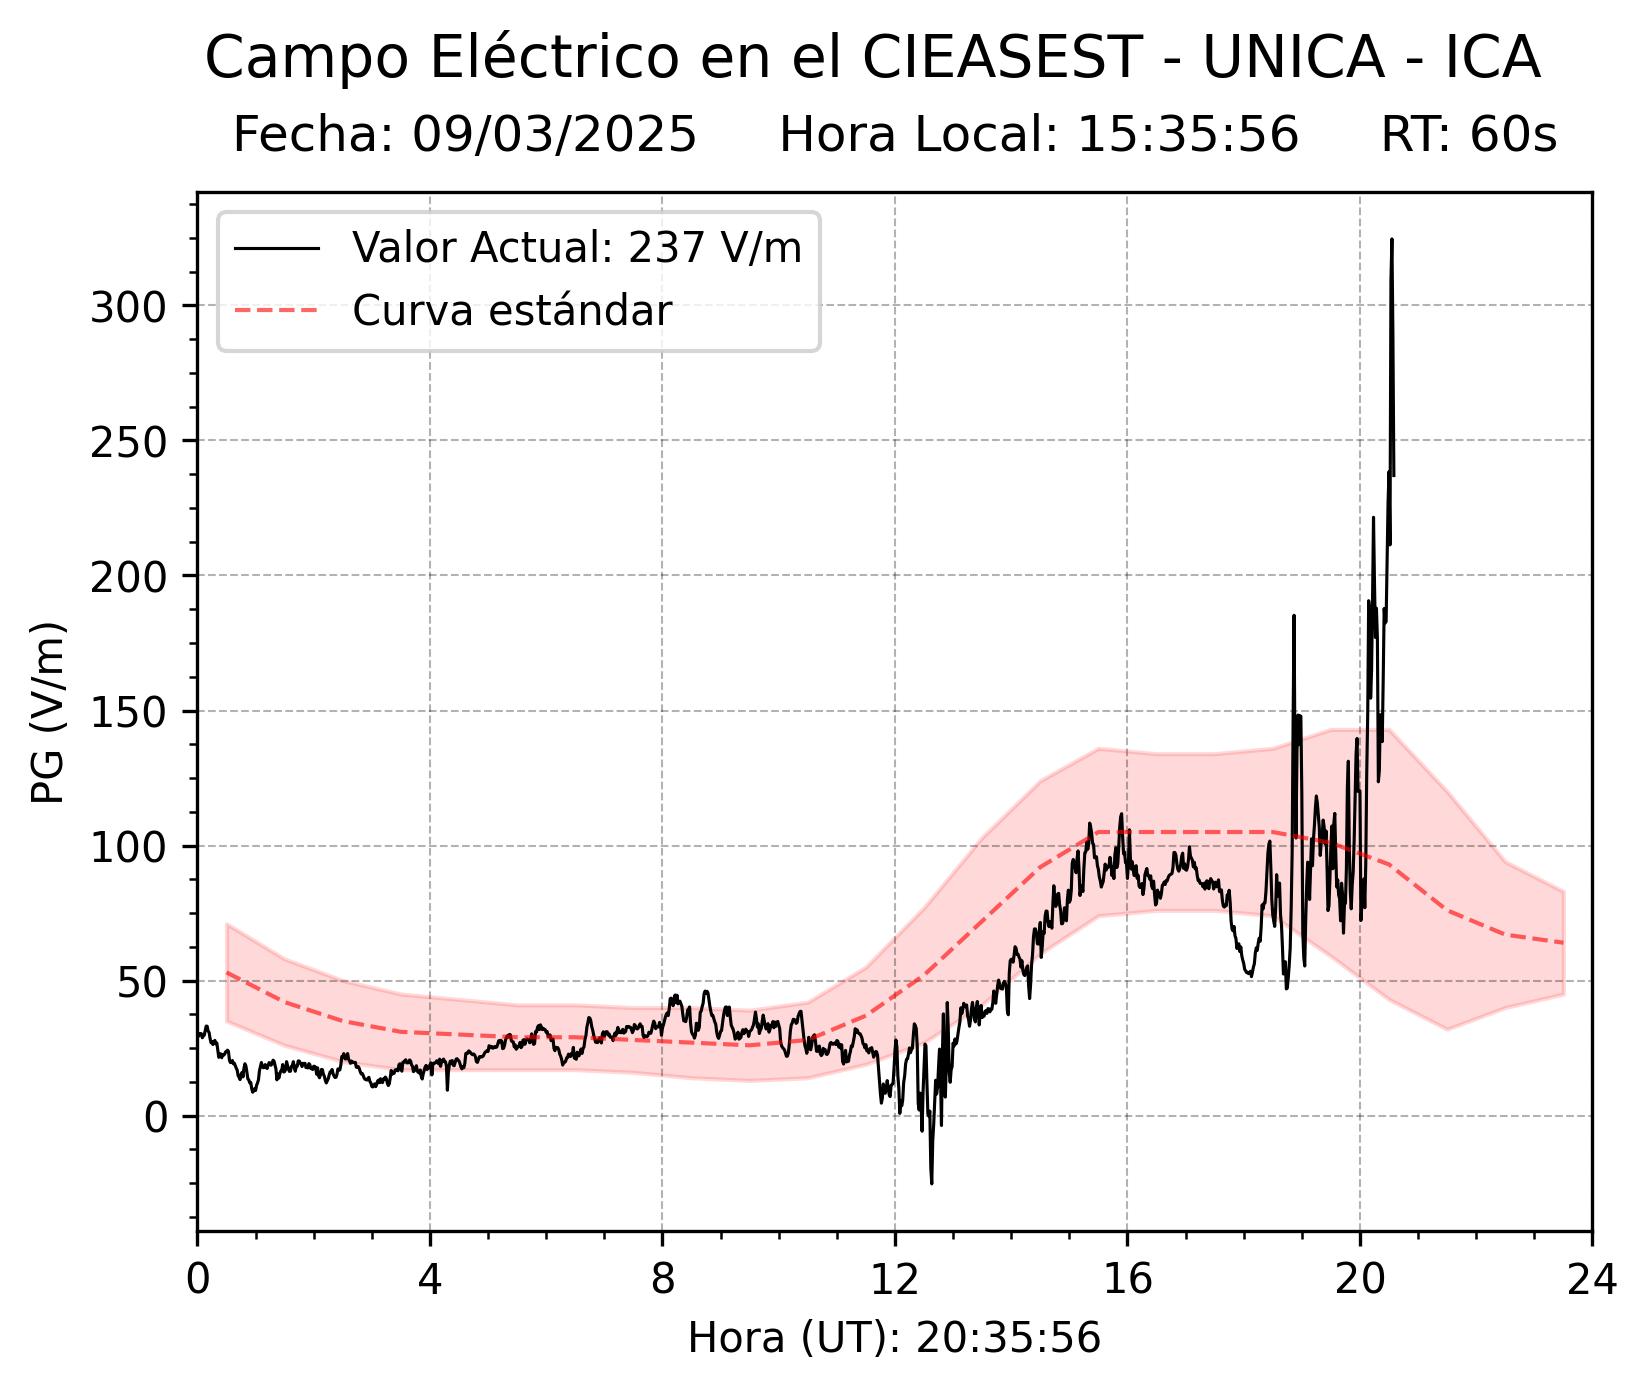 Campo Eléctrico en el CIEASEST - UNICA - ICA
Fecha: 09/03/2025 Hora Local: 15:35:56 RT: 60s
Valor Actual: 237 V/m
Curva estándar
300
250
200
150
100
50
0
PG (V/m)
0 4 8 12 16 20 24
Hora (UT): 20:35:56